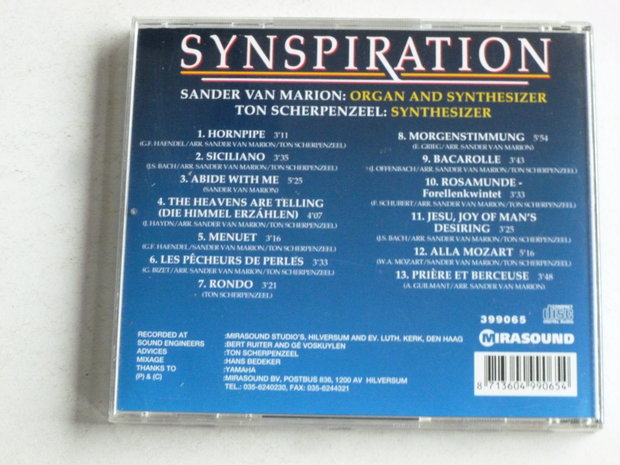 SYNSPIRATION
SANDER VAN MARION: ORGAN AND SYNTHESIZER
TON SCHERPENZEEL: SYNTHESIZER
1. HORNPIPE 3'11
(G.F. HAENDEL/ARR. SANDER VAN MARION/TON SCHERPENZEEL)
2. SICILIANO 3'35
(J.S. BACH/ARR. SANDER VAN MARION/TON SCHERPENZEEL)
3. ABIDE WITH ME 5'25
(SANDER VAN MARION)
4. THE HEAVENS ARE TELLING
(DIE HIMMEL ERZÁHLEN) 4'07
(J. HAYDN/ARR. SANDER VAN MARION/TON SCHERPENZEEL)
5. MENUET 3'16
(G.F. HAENDEL/SANDER VAN MARION/TON SCHERPENZEEL)
6. LES PÊCHEURS DE PERLES 3'33
(G. BIZET/ARR. SANDER VAN MARION/TON SCHERPENZEEL)
7. RONDO 3'21
(TON SCHERPENZEEL)
8. MORGENSTIMMUNG 5'54
(E. GRIEG/ARR. SANDER VAN MARION)
9. BACAROLLE 3'43
(J. OFFENBACH/ARR. SANDER VAN MARION/TON SCHERPENZEEL)
10. ROSAMUNDE -
Forellenkwintet 3'33
(F. SCHUBERT/ARR. SANDER VAN MARION/TON SCHERPENZEEL)
11. JESU, JOY OF MAN'S
DESIRING 3'25
(J.S. BACH/ARR. SANDER VAN MARION/TON SCHERPENZEEL)
12. ALLA MOZART 5'16
(W.A. MOZART/SANDER VAN MARION/TON SCHERPENZEEL)
13. PRIÈRE ET BERCEUSE 3'48
(A. GUILMANT/ARR. SANDER VAN MARION)
399065
COMPACT
disc
DIGITAL AUDIO
MIRASOUND
RECORDED AT :MIRASOUND STUDIO'S, HILVERSUM AND EV. LUTH. KERK, DEN HAAG
SOUND ENGINEERS :BERT RUITER AND GÉ VOSKUYLEN
ADVICES :TON SCHERPENZEEL
MIXAGE :HANS BEDEKER
THANKS TO :YAMAHA
(P) & (C) :MIRASOUND BV, POSTBUS 836, 1200 AV HILVERSUM
TEL.: 035-6240230, FAX: 035-6244321
8 713604 990654